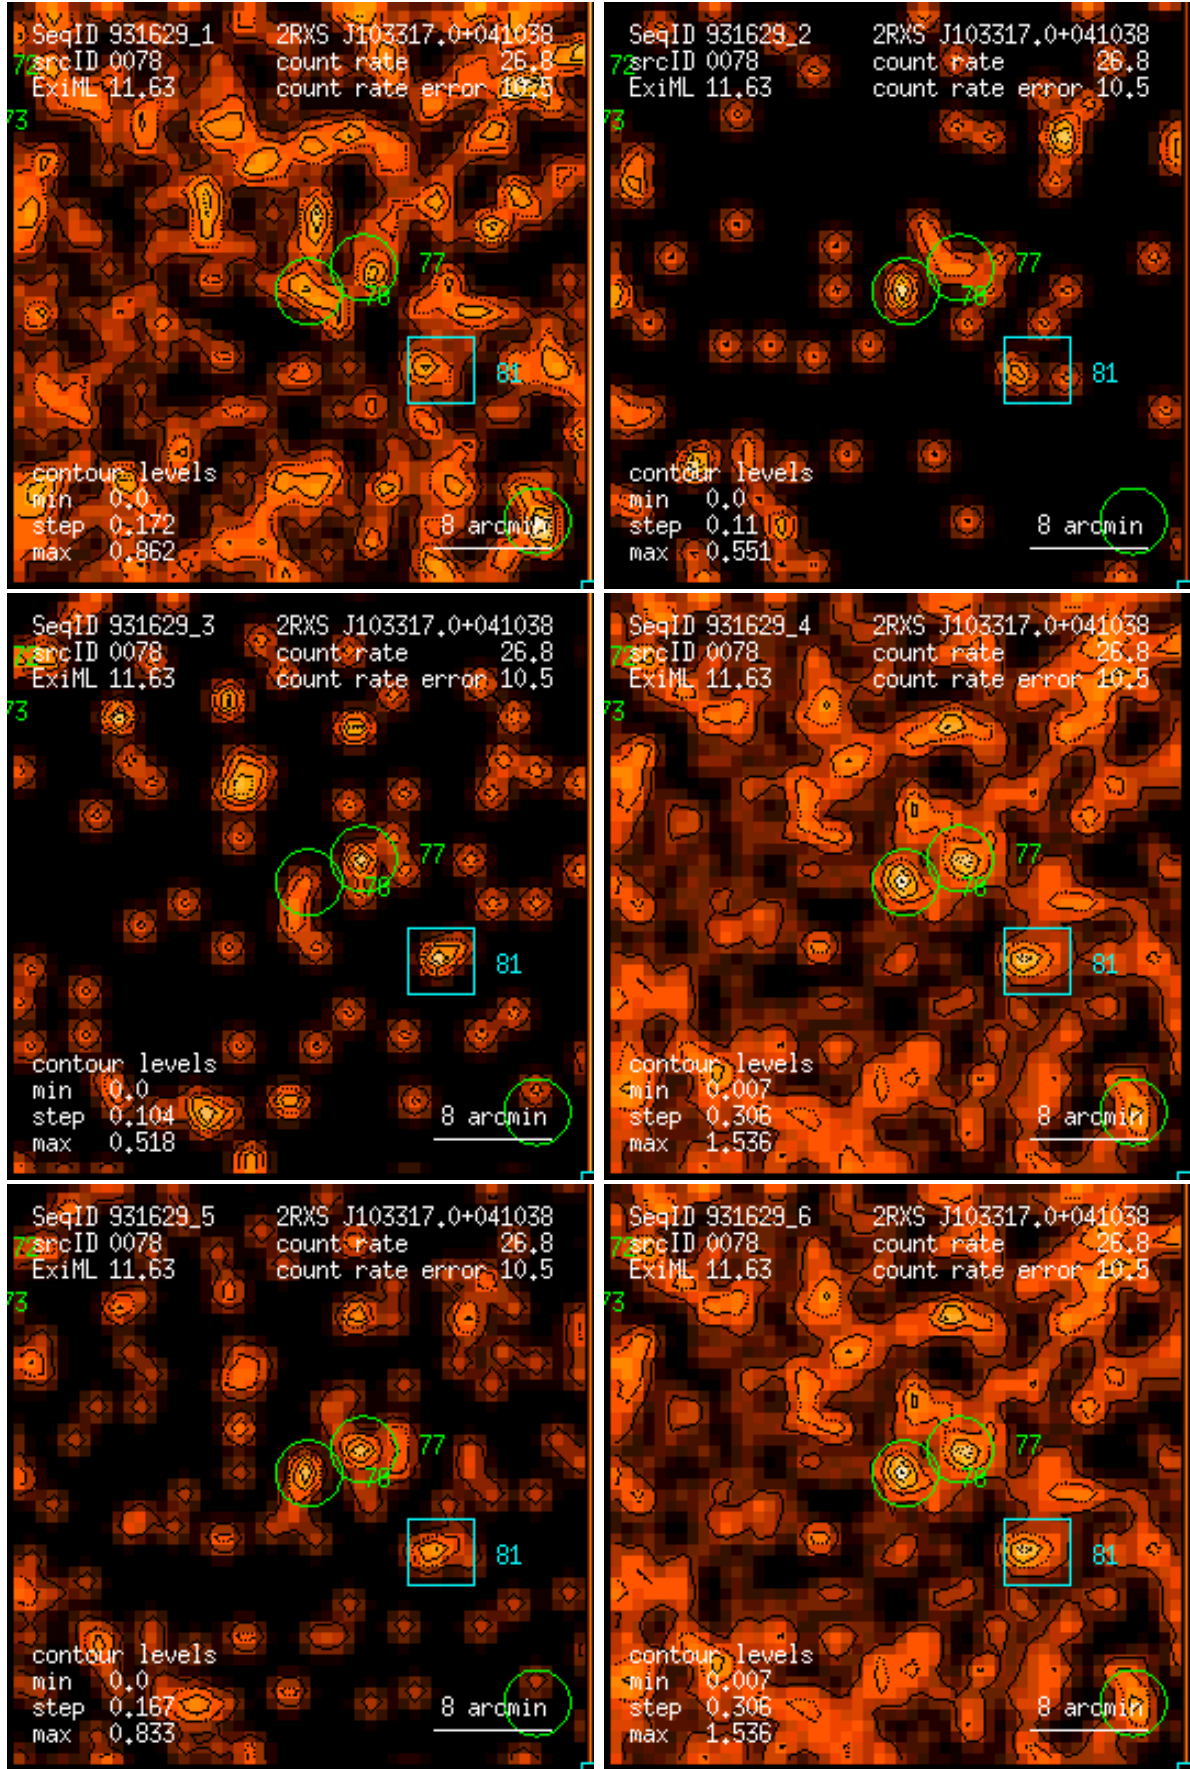 SeqID 931629_1 2RXS J103317.0+041038
72 srcID 0078 count rate 26.8
ExiML 11.63 count rate error 10.5
73
77
78
81
contour levels
min 0.0
step 0.172 8 arcmin
max 0.862
SeqID 931629_2 2RXS J103317.0+041038
72 srcID 0078 count rate 26.8
ExiML 11.63 count rate error 10.5
73
77
78
81
contour levels
min 0.0
step 0.11 8 arcmin
max 0.551
SeqID 931629_3 2RXS J103317.0+041038
72 srcID 0078 count rate 26.8
ExiML 11.63 count rate error 10.5
73
77
78
81
contour levels
min 0.0
step 0.104 8 arcmin
max 0.518
SeqID 931629_4 2RXS J103317.0+041038
72 srcID 0078 count rate 26.8
ExiML 11.63 count rate error 10.5
73
77
78
81
contour levels
min 0.007
step 0.306 8 arcmin
max 1.536
SeqID 931629_5 2RXS J103317.0+041038
72 srcID 0078 count rate 26.8
ExiML 11.63 count rate error 10.5
73
77
78
81
contour levels
min 0.0
step 0.167 8 arcmin
max 0.833
SeqID 931629_6 2RXS J103317.0+041038
72 srcID 0078 count rate 26.8
ExiML 11.63 count rate error 10.5
73
77
78
81
contour levels
min 0.007
step 0.306 8 arcmin
max 1.536